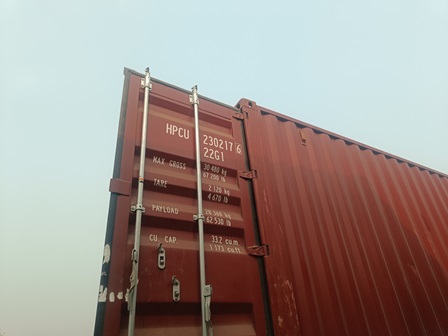 HPCU 230217 6
22G1
MAX GROSS 30 480 kg
67 200 lb
TARE 2 120 kg
4 670 lb
PAYLOAD 28 360 kg
62 530 lb
CU. CAP. 33.2 cu.m.
1 173 cu.ft.